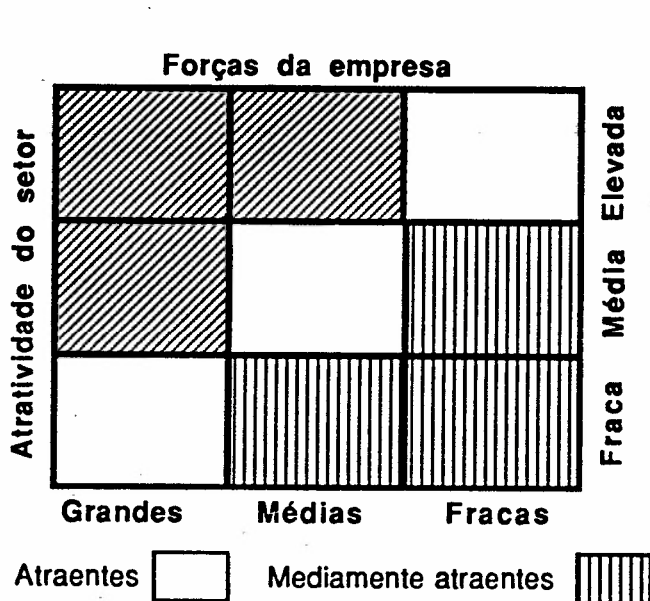 Forças da empresa
Atratividade do setor
Elevada
Média
Fraca
Grandes Médias Fracas
Atraentes Mediamente atraentes